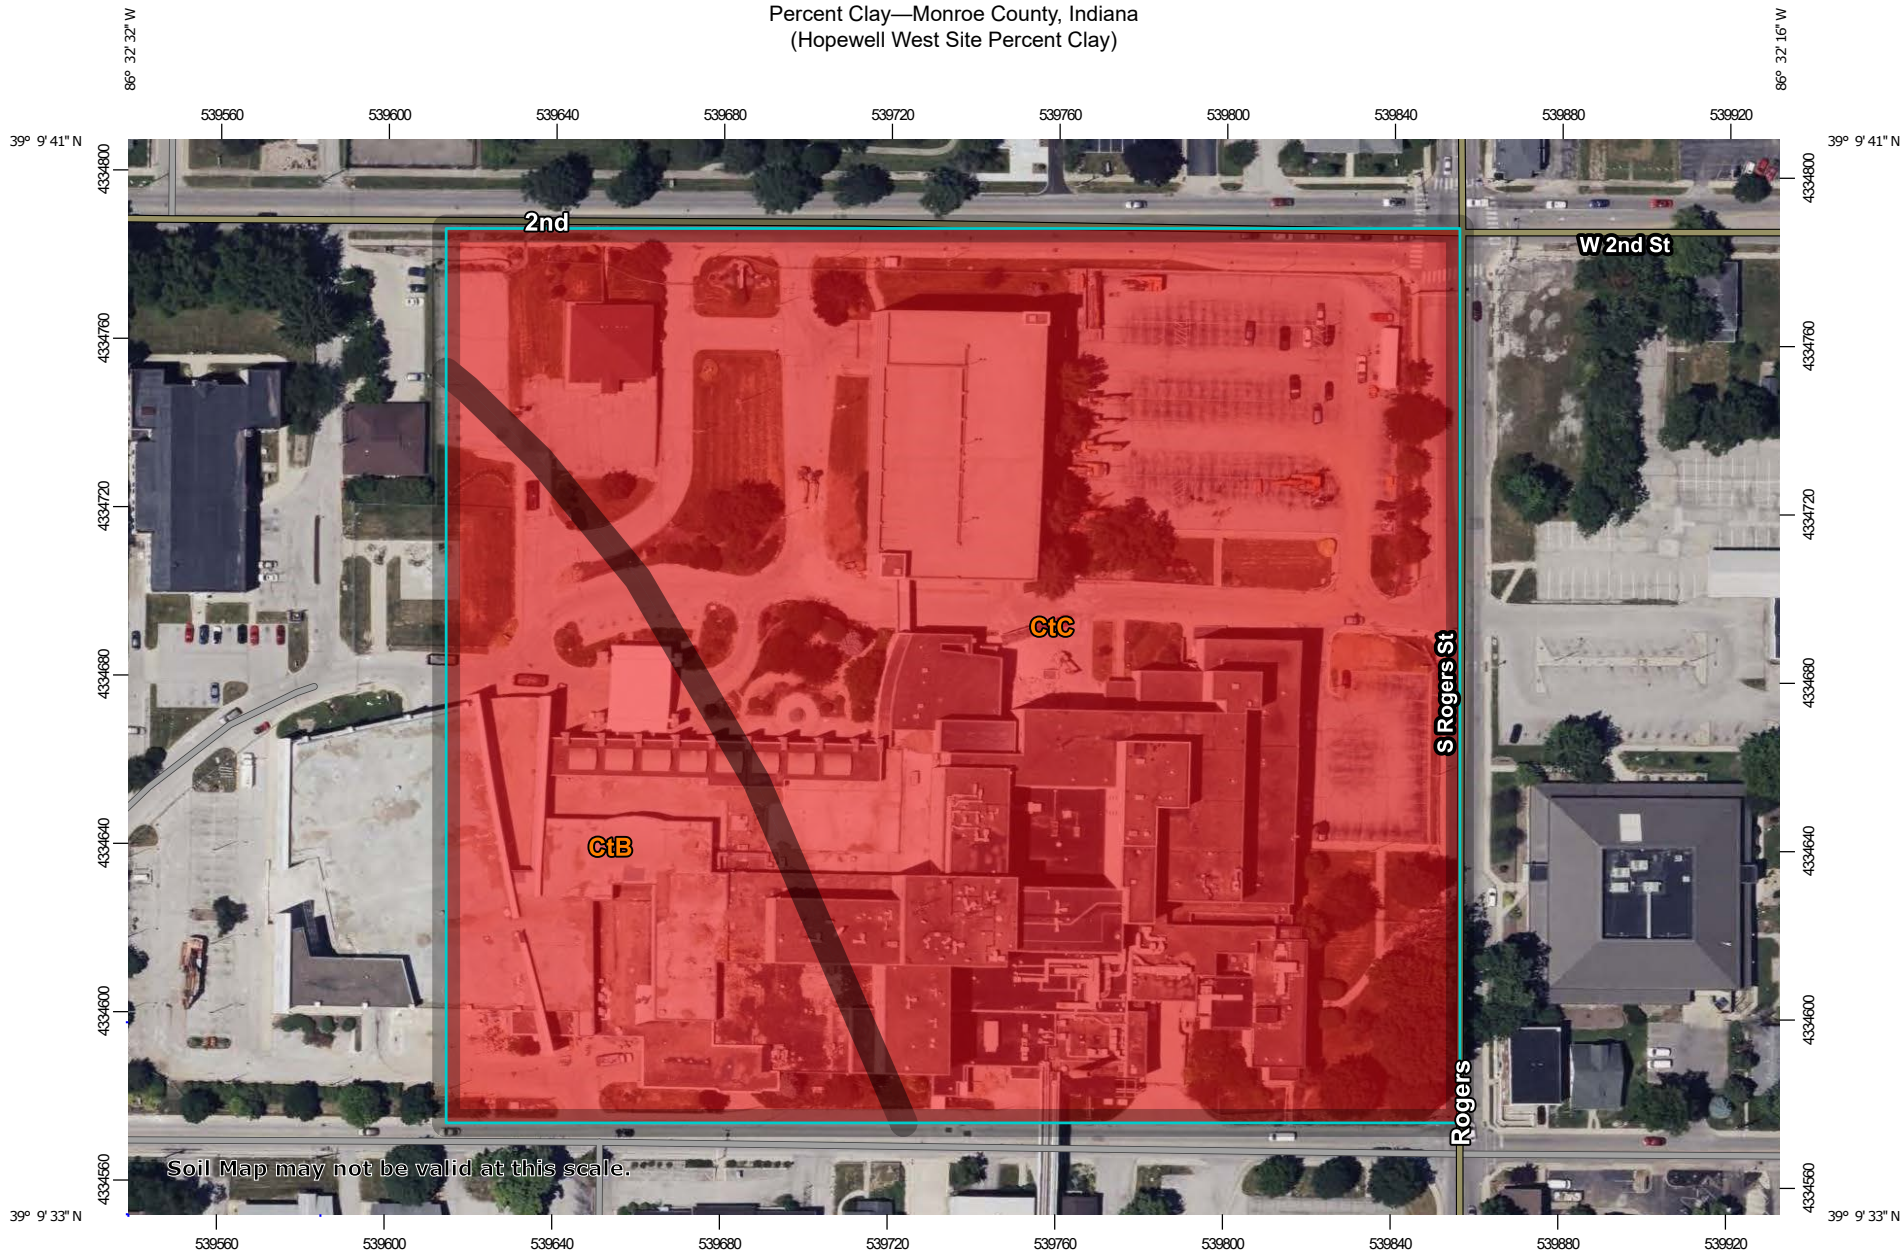 Percent Clay—Monroe County, Indiana
(Hopewell West Site Percent Clay)
86° 32' 32" W
86° 32' 16" W
539560 539600 539640 539680 539720 539760 539800 539840 539880 539920
39° 9' 41" N
39° 9' 41" N
4334800
4334800
2nd
W 2nd St
4334760
4334760
4334720
4334720
CtC
4334680
S Rogers St
4334680
4334640
CtB
4334640
4334600
4334600
Rogers
4334560
Soil Map may not be valid at this scale.
4334560
39° 9' 33" N
39° 9' 33" N
539560 539600 539640 539680 539720 539760 539800 539840 539880 539920